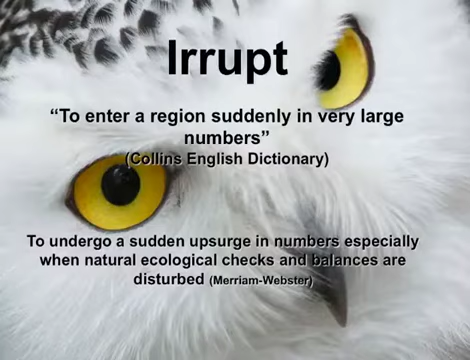 Irrupt
“To enter a region suddenly in very large
numbers”
(Collins English Dictionary)
To undergo a sudden upsurge in numbers especially
when natural ecological checks and balances are
disturbed (Merriam-Webster)